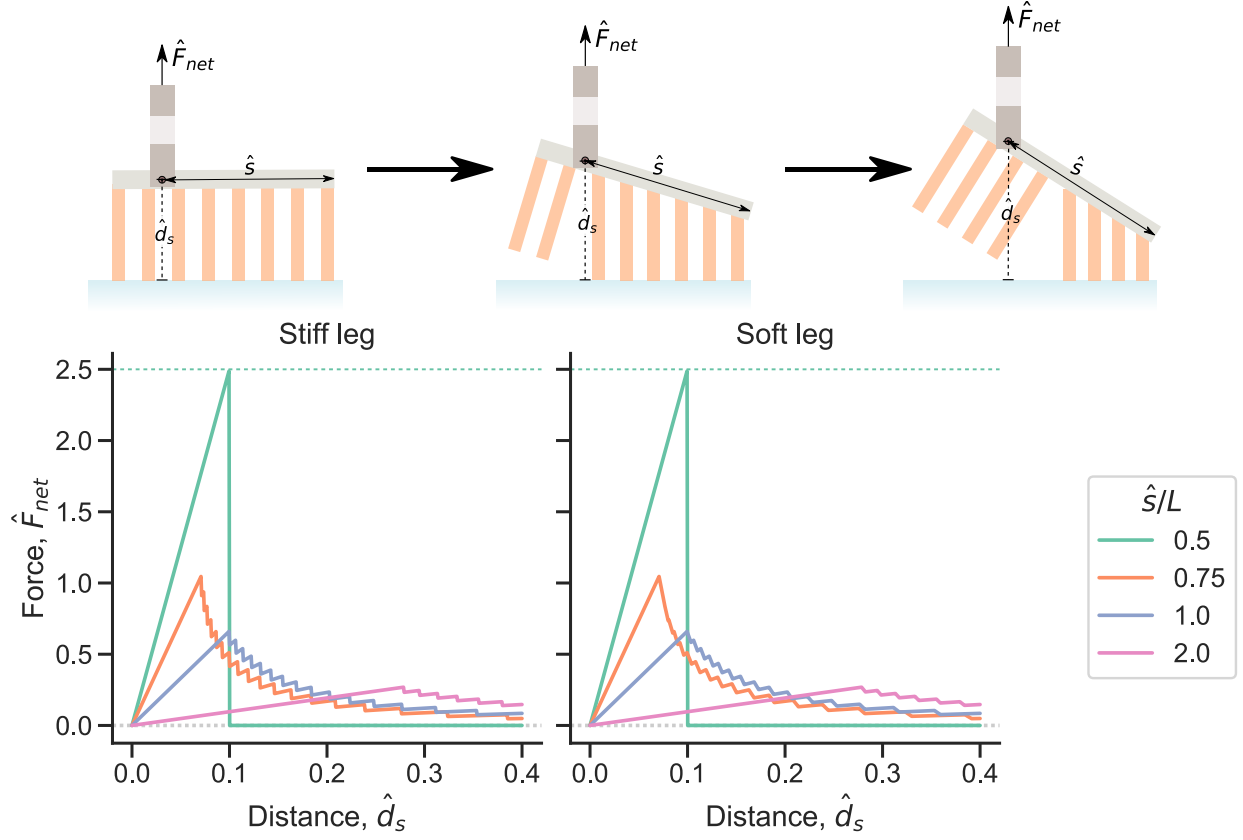 F̂net
F̂net
F̂net
ŝ
ŝ
ŝ
d̂s
d̂s
d̂s
Stiff leg
Soft leg
2.5
2.0
1.5
1.0
0.5
0.0
Force, F̂net
0.0 0.1 0.2 0.3 0.4
0.0 0.1 0.2 0.3 0.4
Distance, d̂s
Distance, d̂s
ŝ/L
0.5
0.75
1.0
2.0